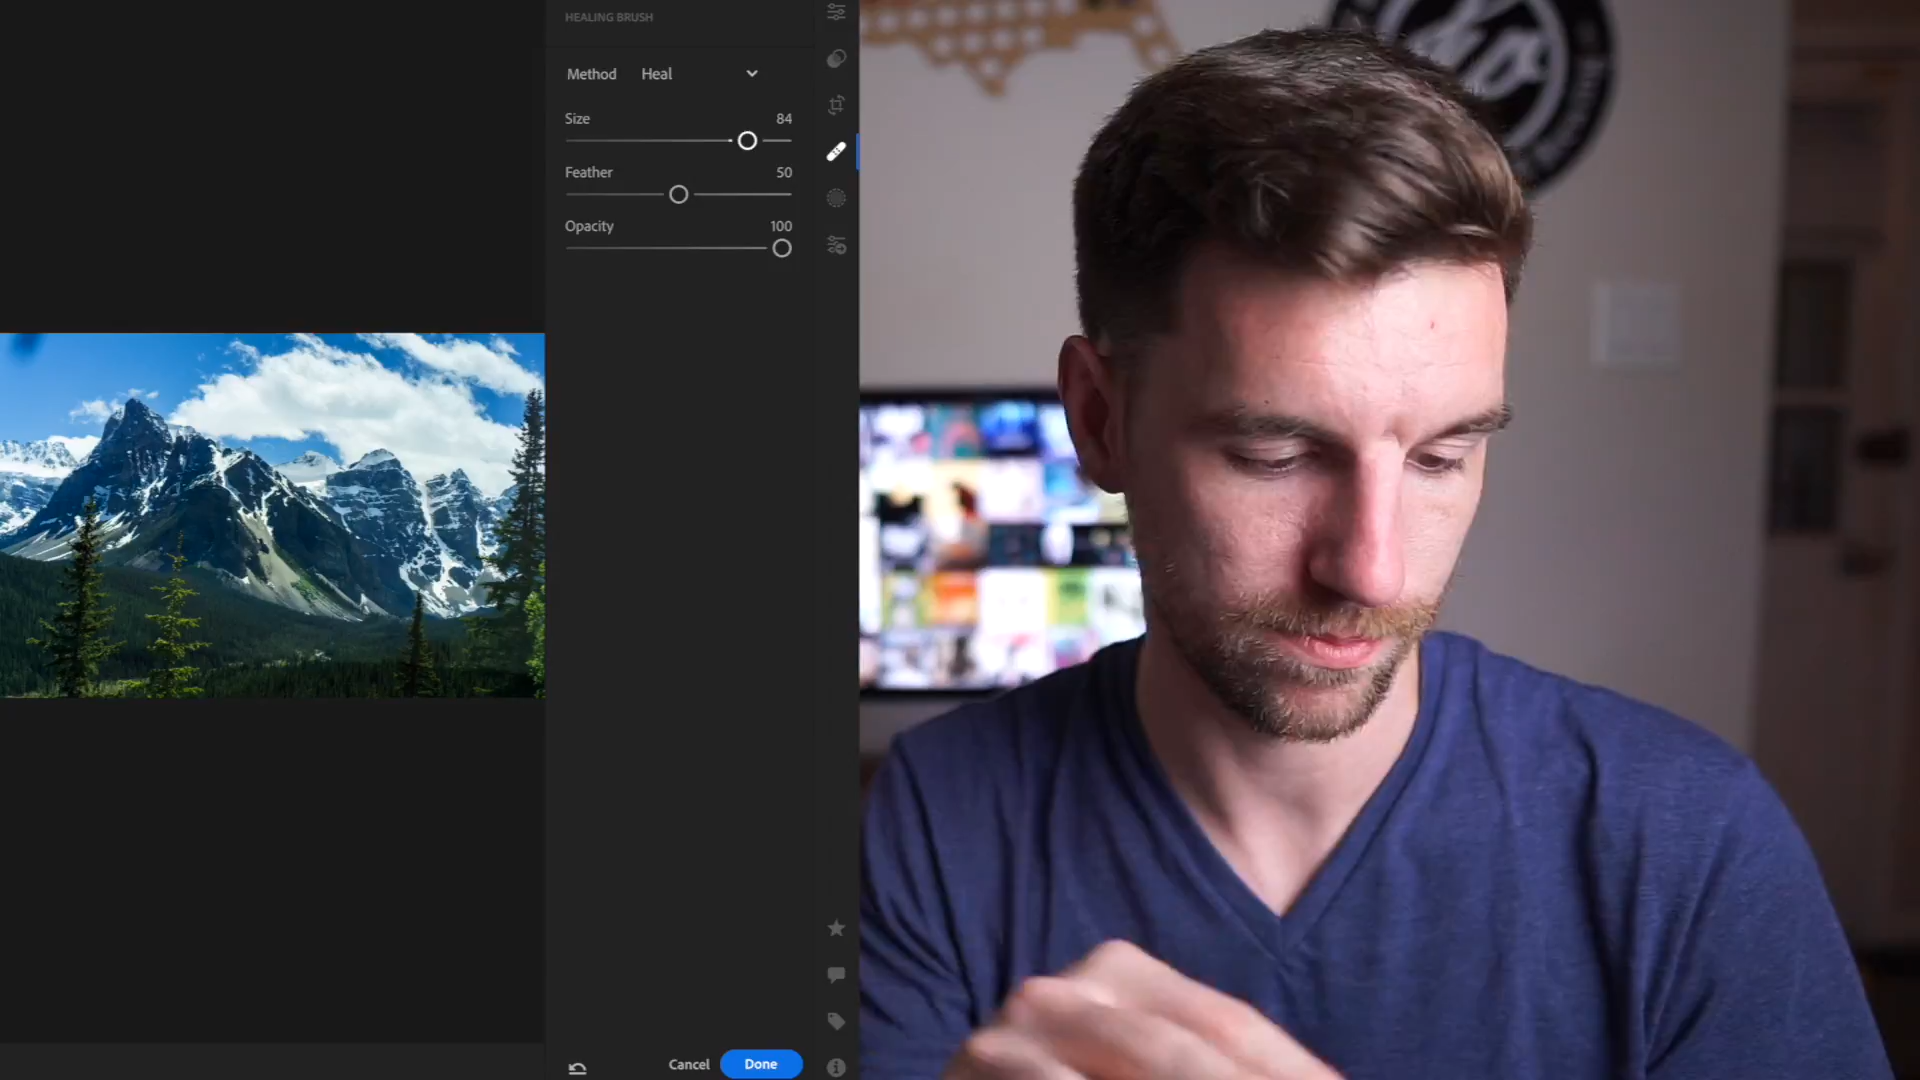 HEALING BRUSH
Method Heal
Size 84
Feather 50
Opacity 100
Cancel Done